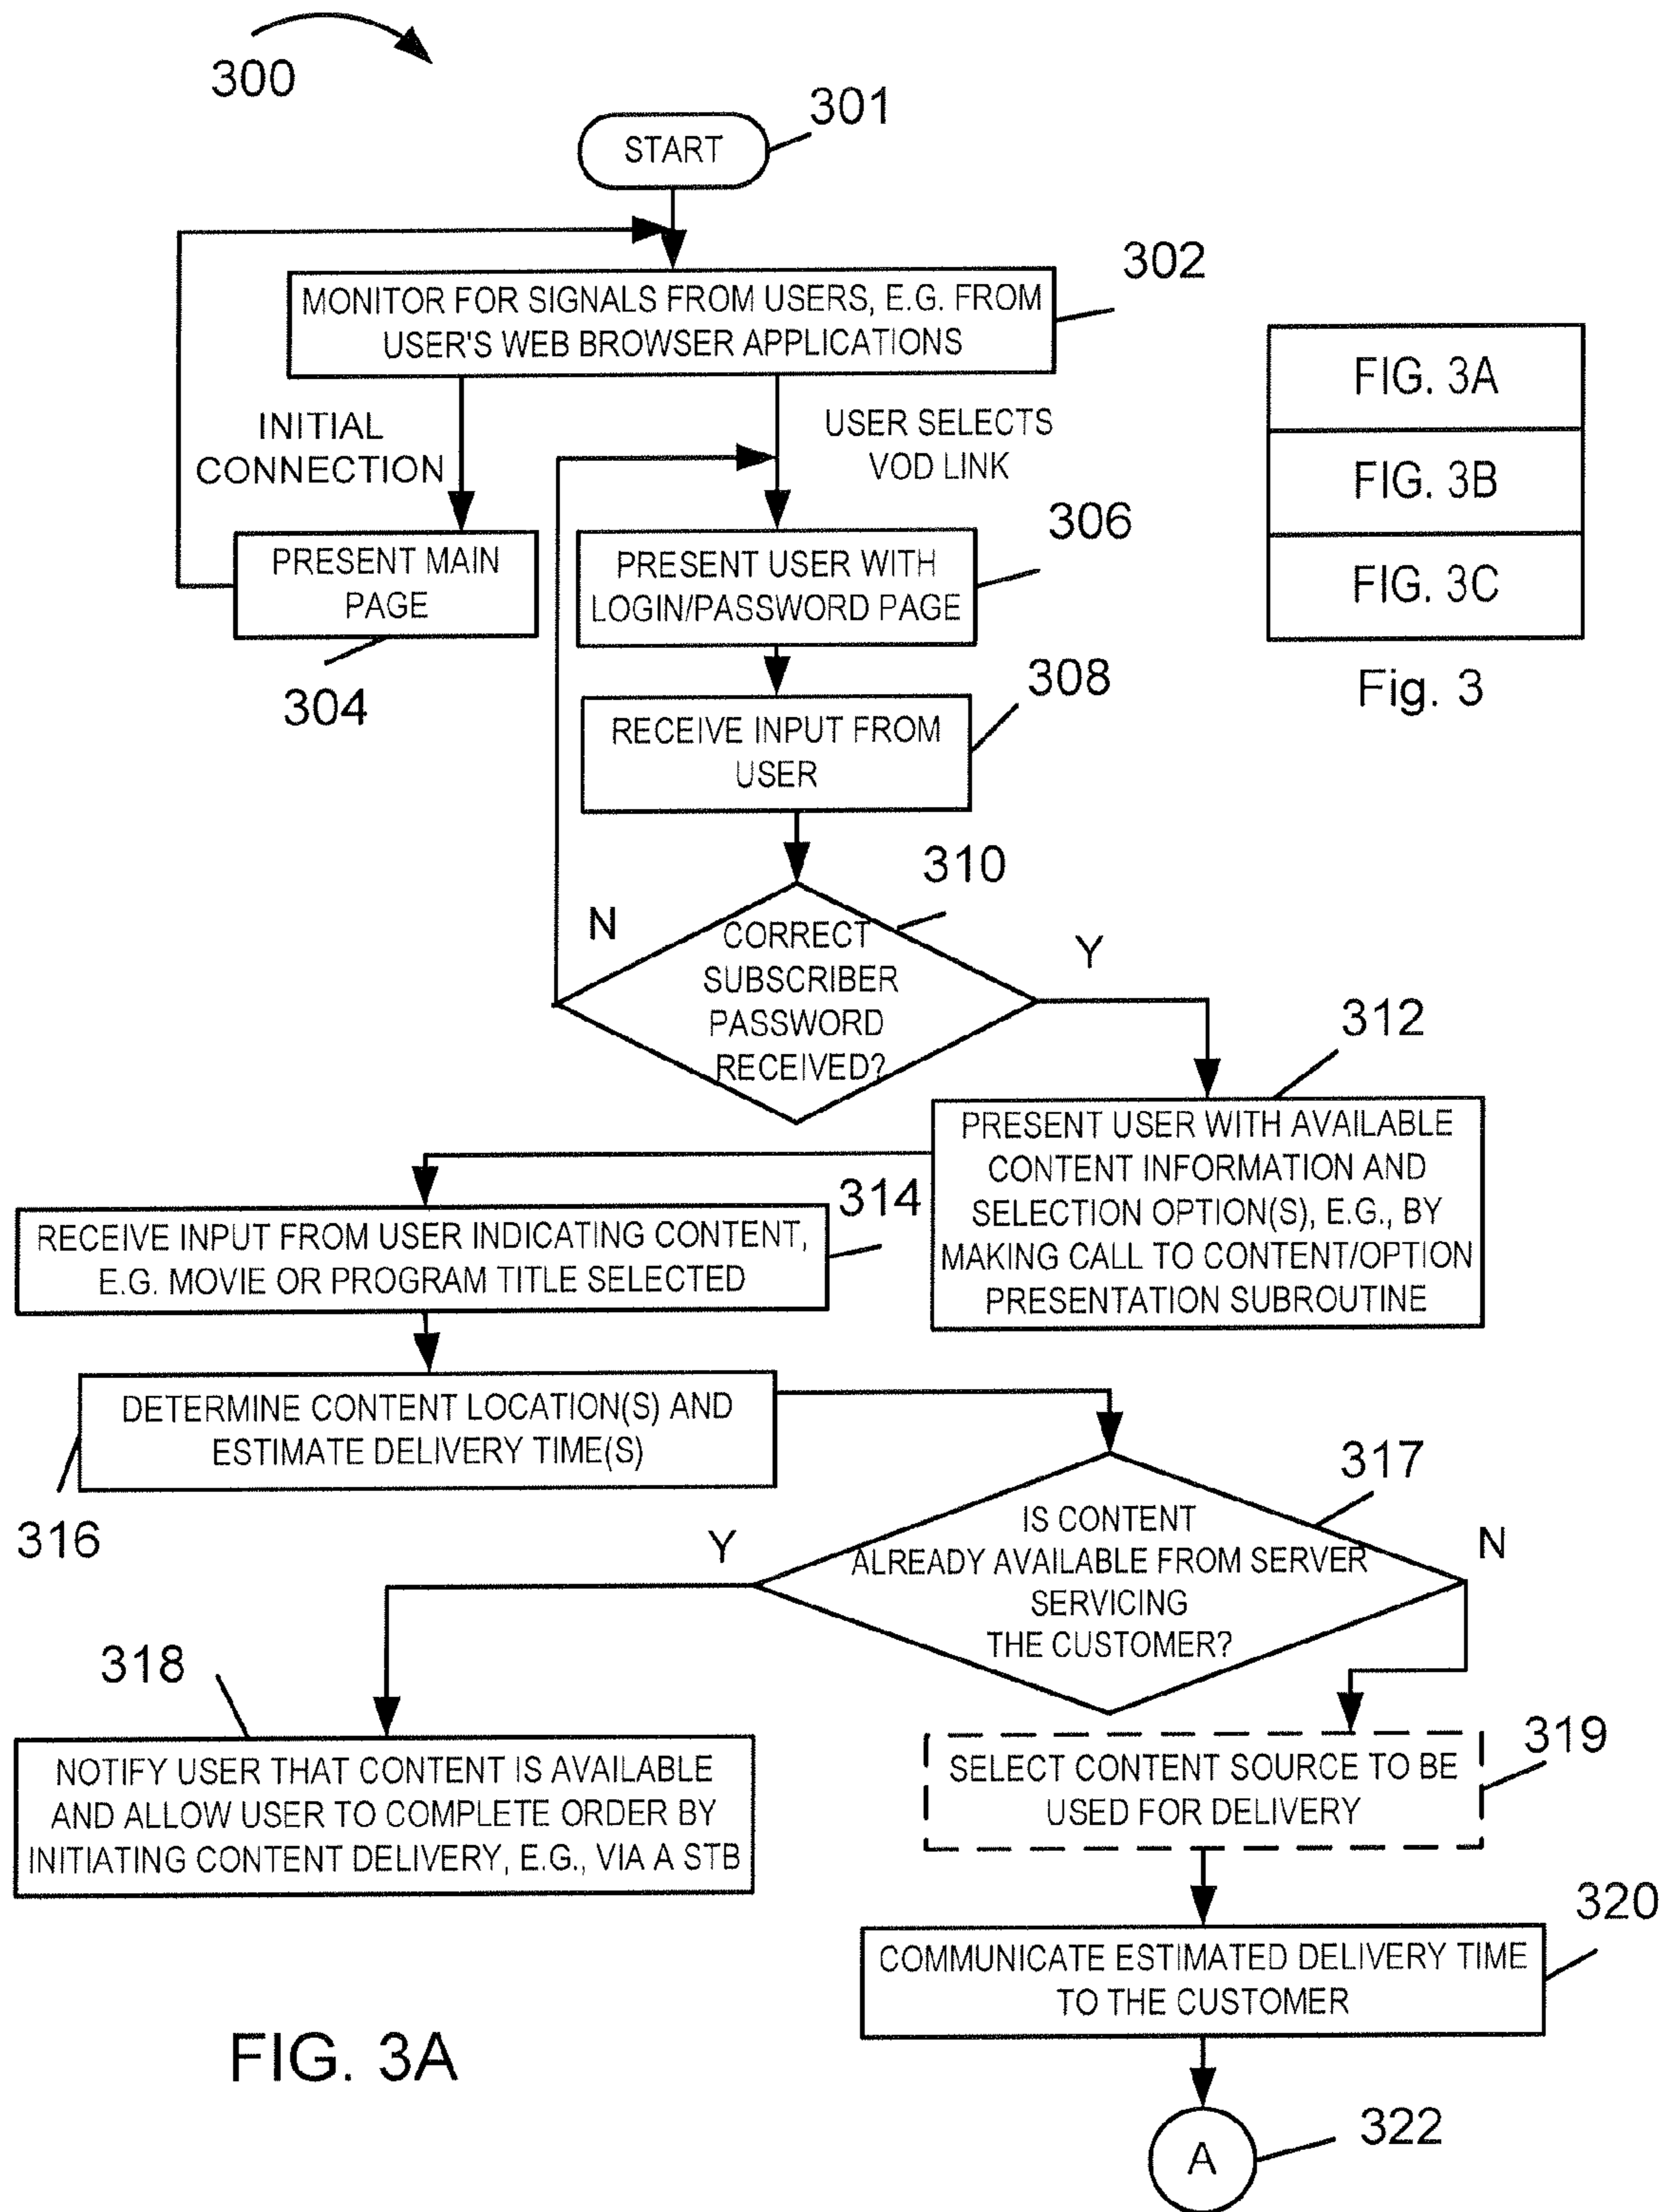 300
301
START
302
MONITOR FOR SIGNALS FROM USERS, E.G. FROM
USER'S WEB BROWSER APPLICATIONS
FIG. 3A
FIG. 3B
FIG. 3C
Fig. 3
INITIAL
CONNECTION
USER SELECTS
VOD LINK
PRESENT MAIN
PAGE
304
306
PRESENT USER WITH
LOGIN/PASSWORD PAGE
308
RECEIVE INPUT FROM
USER
310
N
CORRECT
SUBSCRIBER
PASSWORD
RECEIVED?
Y
312
PRESENT USER WITH AVAILABLE
CONTENT INFORMATION AND
SELECTION OPTION(S), E.G., BY
MAKING CALL TO CONTENT/OPTION
PRESENTATION SUBROUTINE
314
RECEIVE INPUT FROM USER INDICATING CONTENT,
E.G. MOVIE OR PROGRAM TITLE SELECTED
DETERMINE CONTENT LOCATION(S) AND
ESTIMATE DELIVERY TIME(S)
316
317
Y
IS CONTENT
ALREADY AVAILABLE FROM SERVER
SERVICING
THE CUSTOMER?
N
318
NOTIFY USER THAT CONTENT IS AVAILABLE
AND ALLOW USER TO COMPLETE ORDER BY
INITIATING CONTENT DELIVERY, E.G., VIA A STB
319
SELECT CONTENT SOURCE TO BE
USED FOR DELIVERY
320
COMMUNICATE ESTIMATED DELIVERY TIME
TO THE CUSTOMER
FIG. 3A
A
322